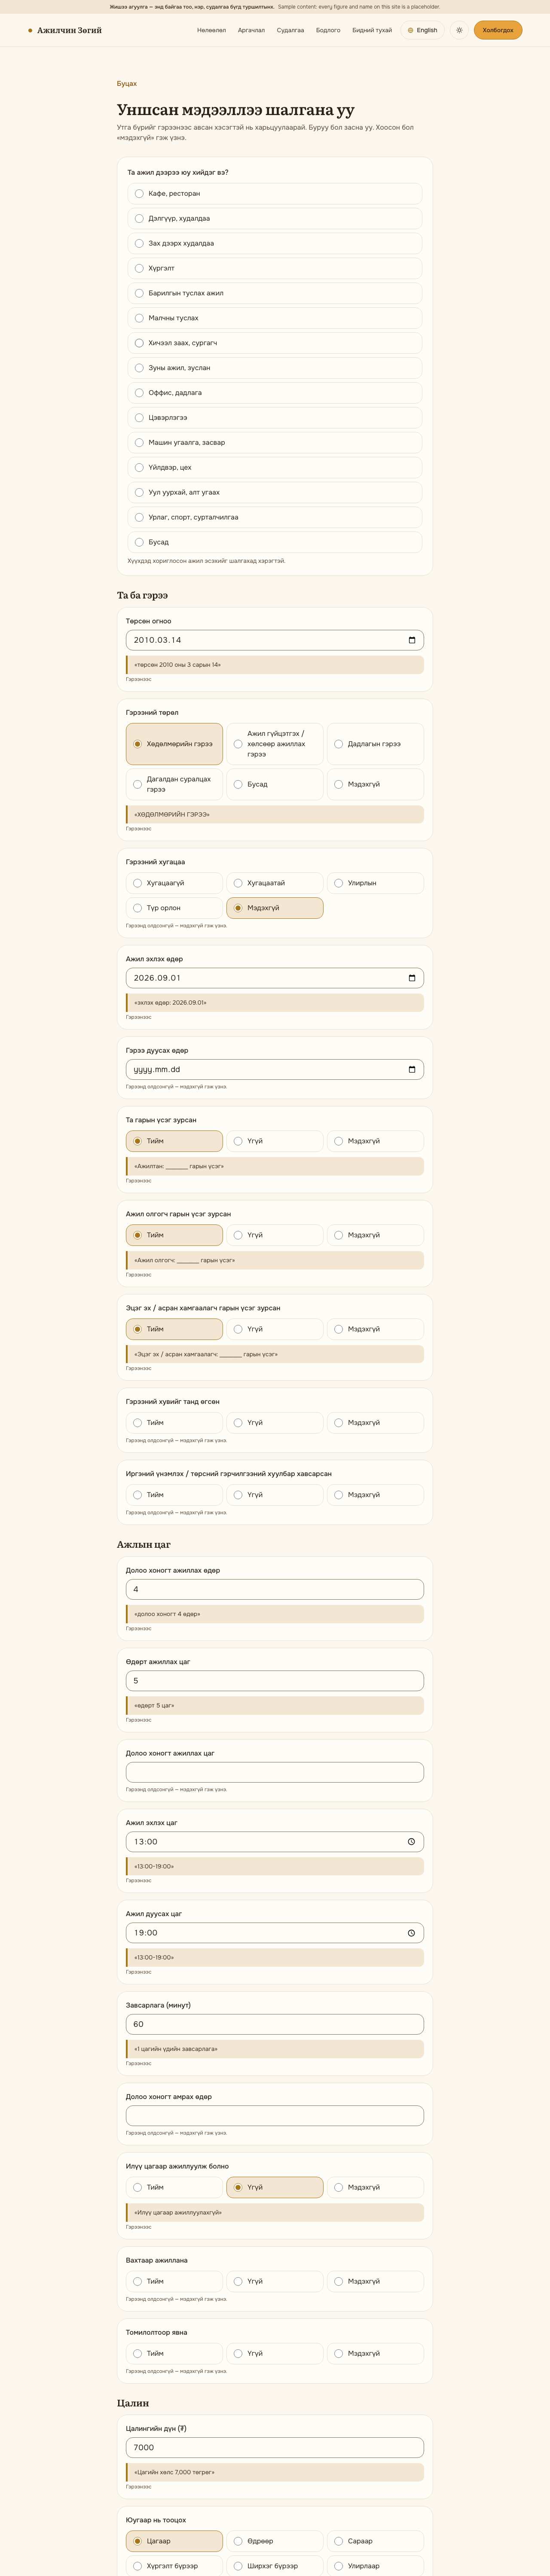 Жишээ агуулга — энд байгаа тоо, нэр, судалгаа бүгд туршилтынх. Sample content: every figure and name on this site is a placeholder.
Ажилчин Зөгий
Нөлөөлөл Аргачлал Судалгаа Бодлого Бидний тухай English Холбогдох
Буцах
Уншсан мэдээллээ шалгана уу
Утга бүрийг гэрээнээс авсан хэсэгтэй нь харьцуулаарай. Буруу бол засна уу. Хоосон бол
«мэдэхгүй» гэж үзнэ.
Та ажил дээрээ юу хийдэг вэ?
Кафе, ресторан
Дэлгүүр, худалдаа
Зах дээрх худалдаа
Хүргэлт
Барилгын туслах ажил
Малчны туслах
Хичээл заах, сургагч
Зуны ажил, зуслан
Оффис, дадлага
Цэвэрлэгээ
Машин угаалга, засвар
Үйлдвэр, цех
Уул уурхай, алт угаах
Урлаг, спорт, сурталчилгаа
Бусад
Хүүхдэд хориглосон ажил эсэхийг шалгахад хэрэгтэй.
Та ба гэрээ
Төрсөн огноо
2010.03.14
«төрсөн 2010 оны 3 сарын 14»
Гэрээнээс
Гэрээний төрөл
Хөдөлмөрийн гэрээ
Ажил гүйцэтгэх /
хөлсөөр ажиллах
гэрээ
Дадлагын гэрээ
Дагалдан суралцах
гэрээ
Бусад
Мэдэхгүй
«ХӨДӨЛМӨРИЙН ГЭРЭЭ»
Гэрээнээс
Гэрээний хугацаа
Хугацаагүй Хугацаатай Улирлын
Түр орлон Мэдэхгүй
Гэрээнд олдсонгүй — мэдэхгүй гэж үзнэ.
Ажил эхлэх өдөр
2026.09.01
«эхлэх өдөр: 2026.09.01»
Гэрээнээс
Гэрээ дуусах өдөр
yyyy.mm.dd
Гэрээнд олдсонгүй — мэдэхгүй гэж үзнэ.
Та гарын үсэг зурсан
Тийм Үгүй Мэдэхгүй
«Ажилтан: ________ гарын үсэг»
Гэрээнээс
Ажил олгогч гарын үсэг зурсан
Тийм Үгүй Мэдэхгүй
«Ажил олгогч: ________ гарын үсэг»
Гэрээнээс
Эцэг эх / асран хамгаалагч гарын үсэг зурсан
Тийм Үгүй Мэдэхгүй
«Эцэг эх / асран хамгаалагч: ________ гарын үсэг»
Гэрээнээс
Гэрээний хувийг танд өгсөн
Тийм Үгүй Мэдэхгүй
Гэрээнд олдсонгүй — мэдэхгүй гэж үзнэ.
Иргэний үнэмлэх / төрсний гэрчилгээний хуулбар хавсарсан
Тийм Үгүй Мэдэхгүй
Гэрээнд олдсонгүй — мэдэхгүй гэж үзнэ.
Ажлын цаг
Долоо хоногт ажиллах өдөр
4
«долоо хоногт 4 өдөр»
Гэрээнээс
Өдөрт ажиллах цаг
5
«өдөрт 5 цаг»
Гэрээнээс
Долоо хоногт ажиллах цаг
Гэрээнд олдсонгүй — мэдэхгүй гэж үзнэ.
Ажил эхлэх цаг
13:00
«13:00-19:00»
Гэрээнээс
Ажил дуусах цаг
19:00
«13:00-19:00»
Гэрээнээс
Завсарлага (минут)
60
«1 цагийн үдийн завсарлага»
Гэрээнээс
Долоо хоногт амрах өдөр
Гэрээнд олдсонгүй — мэдэхгүй гэж үзнэ.
Илүү цагаар ажиллуулж болно
Тийм Үгүй Мэдэхгүй
«Илүү цагаар ажиллуулахгүй»
Гэрээнээс
Вахтаар ажиллана
Тийм Үгүй Мэдэхгүй
Гэрээнд олдсонгүй — мэдэхгүй гэж үзнэ.
Томилолтоор явна
Тийм Үгүй Мэдэхгүй
Гэрээнд олдсонгүй — мэдэхгүй гэж үзнэ.
Цалин
Цалингийн дүн (₮)
7000
«Цагийн хөлс 7,000 төгрөг»
Гэрээнээс
Юугаар нь тооцох
Цагаар Өдрөөр Сараар
Хүргэлт бүрээр Ширхэг бүрээр Улирлаар